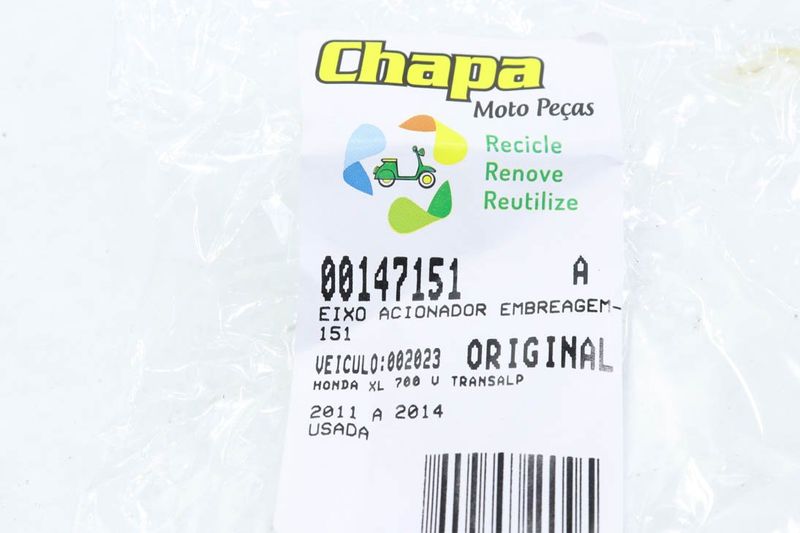 Chapa
Moto Peças
Recicle
Renove
Reutilize
00147151 A
EIXO ACIONADOR EMBREAGEM-
151
VEICULO:002023 ORIGINAL
HONDA XL 700 V TRANSALP
2011 A 2014
USADA